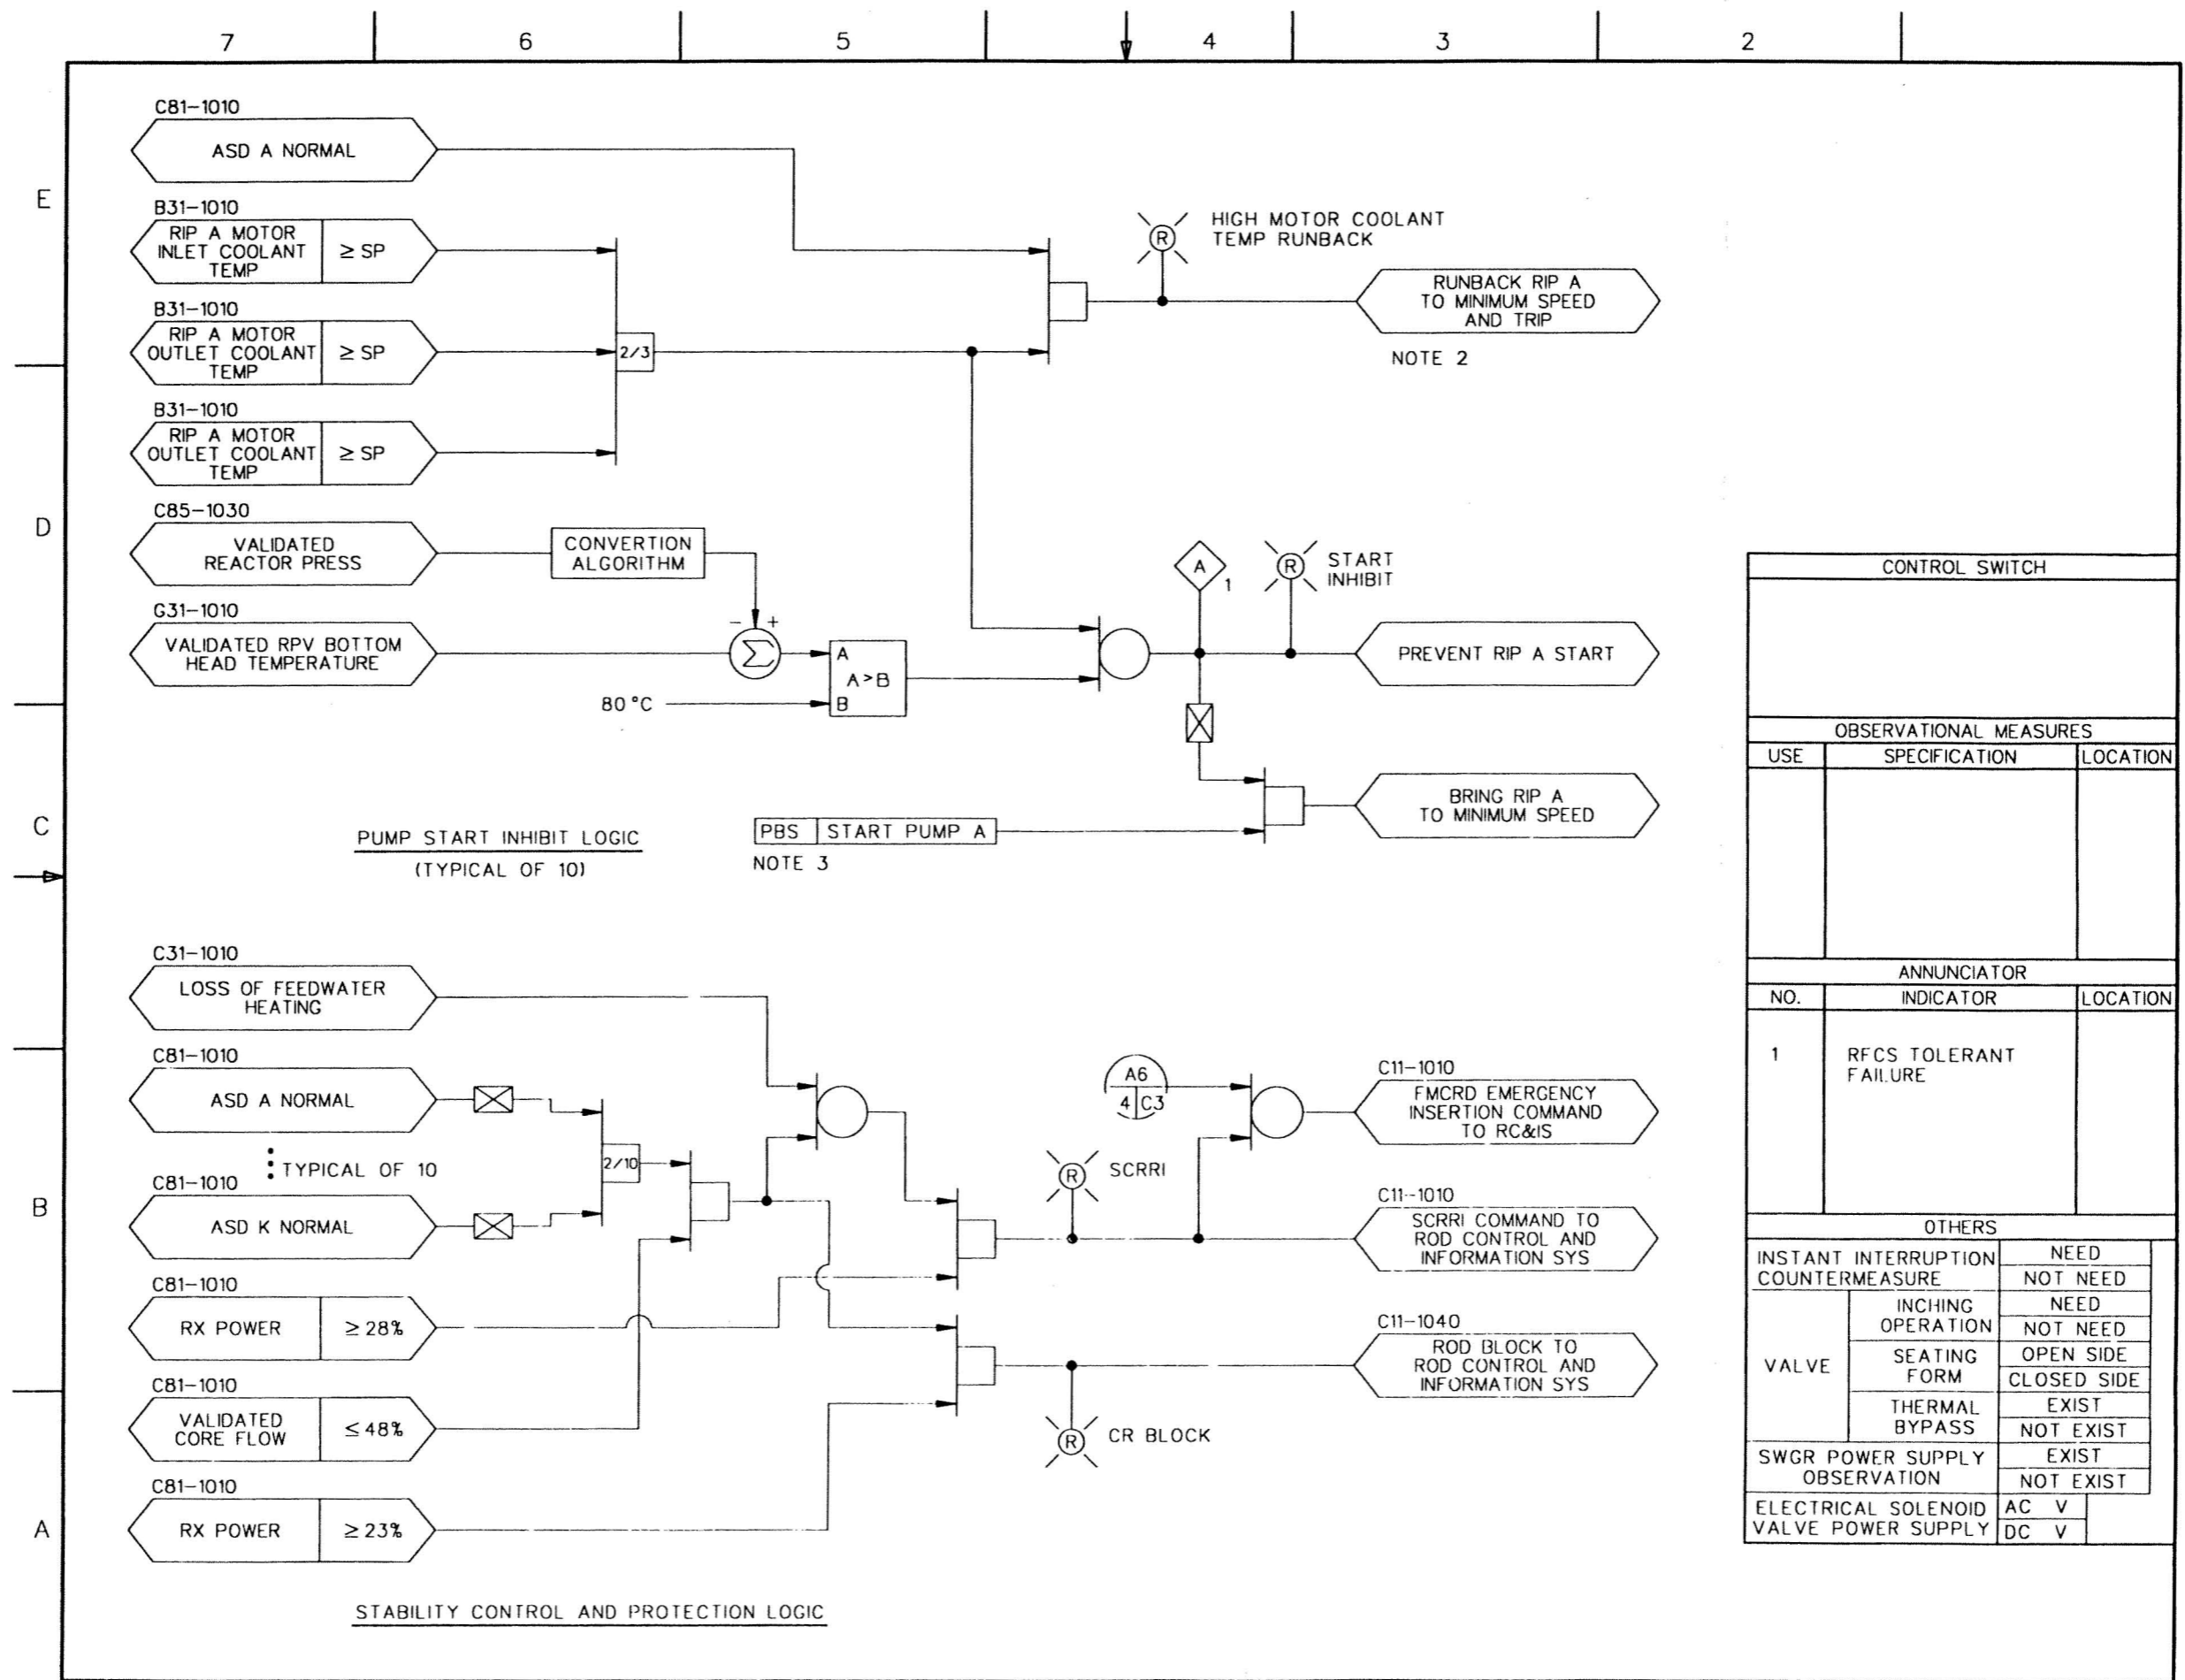 7 6 5 4 3 2
E
D
C
B
A
C81-1010
ASD A NORMAL
B31-1010
RIP A MOTOR
INLET COOLANT
TEMP
≥ SP
B31-1010
RIP A MOTOR
OUTLET COOLANT
TEMP
≥ SP
B31-1010
RIP A MOTOR
OUTLET COOLANT
TEMP
≥ SP
2/3
R
HIGH MOTOR COOLANT
TEMP RUNBACK
RUNBACK RIP A
TO MINIMUM SPEED
AND TRIP
NOTE 2
C85-1030
VALIDATED
REACTOR PRESS
CONVERTION
ALGORITHM
G31-1010
VALIDATED RPV BOTTOM
HEAD TEMPERATURE
- +
Σ
A
A>B
B
80°C
A
1
R
START
INHIBIT
PREVENT RIP A START
BRING RIP A
TO MINIMUM SPEED
PBS START PUMP A
NOTE 3
PUMP START INHIBIT LOGIC
(TYPICAL OF 10)
C31-1010
LOSS OF FEEDWATER
HEATING
C81-1010
ASD A NORMAL
TYPICAL OF 10
C81-1010
ASD K NORMAL
2/10
C81-1010
RX POWER ≥28%
C81-1010
VALIDATED
CORE FLOW
≤48%
C81-1010
RX POWER ≥23%
A6
4 C3
C11-1010
FMCRD EMERGENCY
INSERTION COMMAND
TO RC&IS
R
SCRRI
C11-1010
SCRRI COMMAND TO
ROD CONTROL AND
INFORMATION SYS
C11-1040
ROD BLOCK TO
ROD CONTROL AND
INFORMATION SYS
R
CR BLOCK
STABILITY CONTROL AND PROTECTION LOGIC
CONTROL SWITCH
OBSERVATIONAL MEASURES
USE SPECIFICATION LOCATION
ANNUNCIATOR
NO. INDICATOR LOCATION
1 RFCS TOLERANT
FAILURE
OTHERS
INSTANT INTERRUPTION
COUNTERMEASURE
NEED
NOT NEED
VALVE
INCHING
OPERATION
NEED
NOT NEED
SEATING
FORM
OPEN SIDE
CLOSED SIDE
THERMAL
BYPASS
EXIST
NOT EXIST
SWGR POWER SUPPLY
OBSERVATION
EXIST
NOT EXIST
ELECTRICAL SOLENOID
VALVE POWER SUPPLY
AC V
DC V